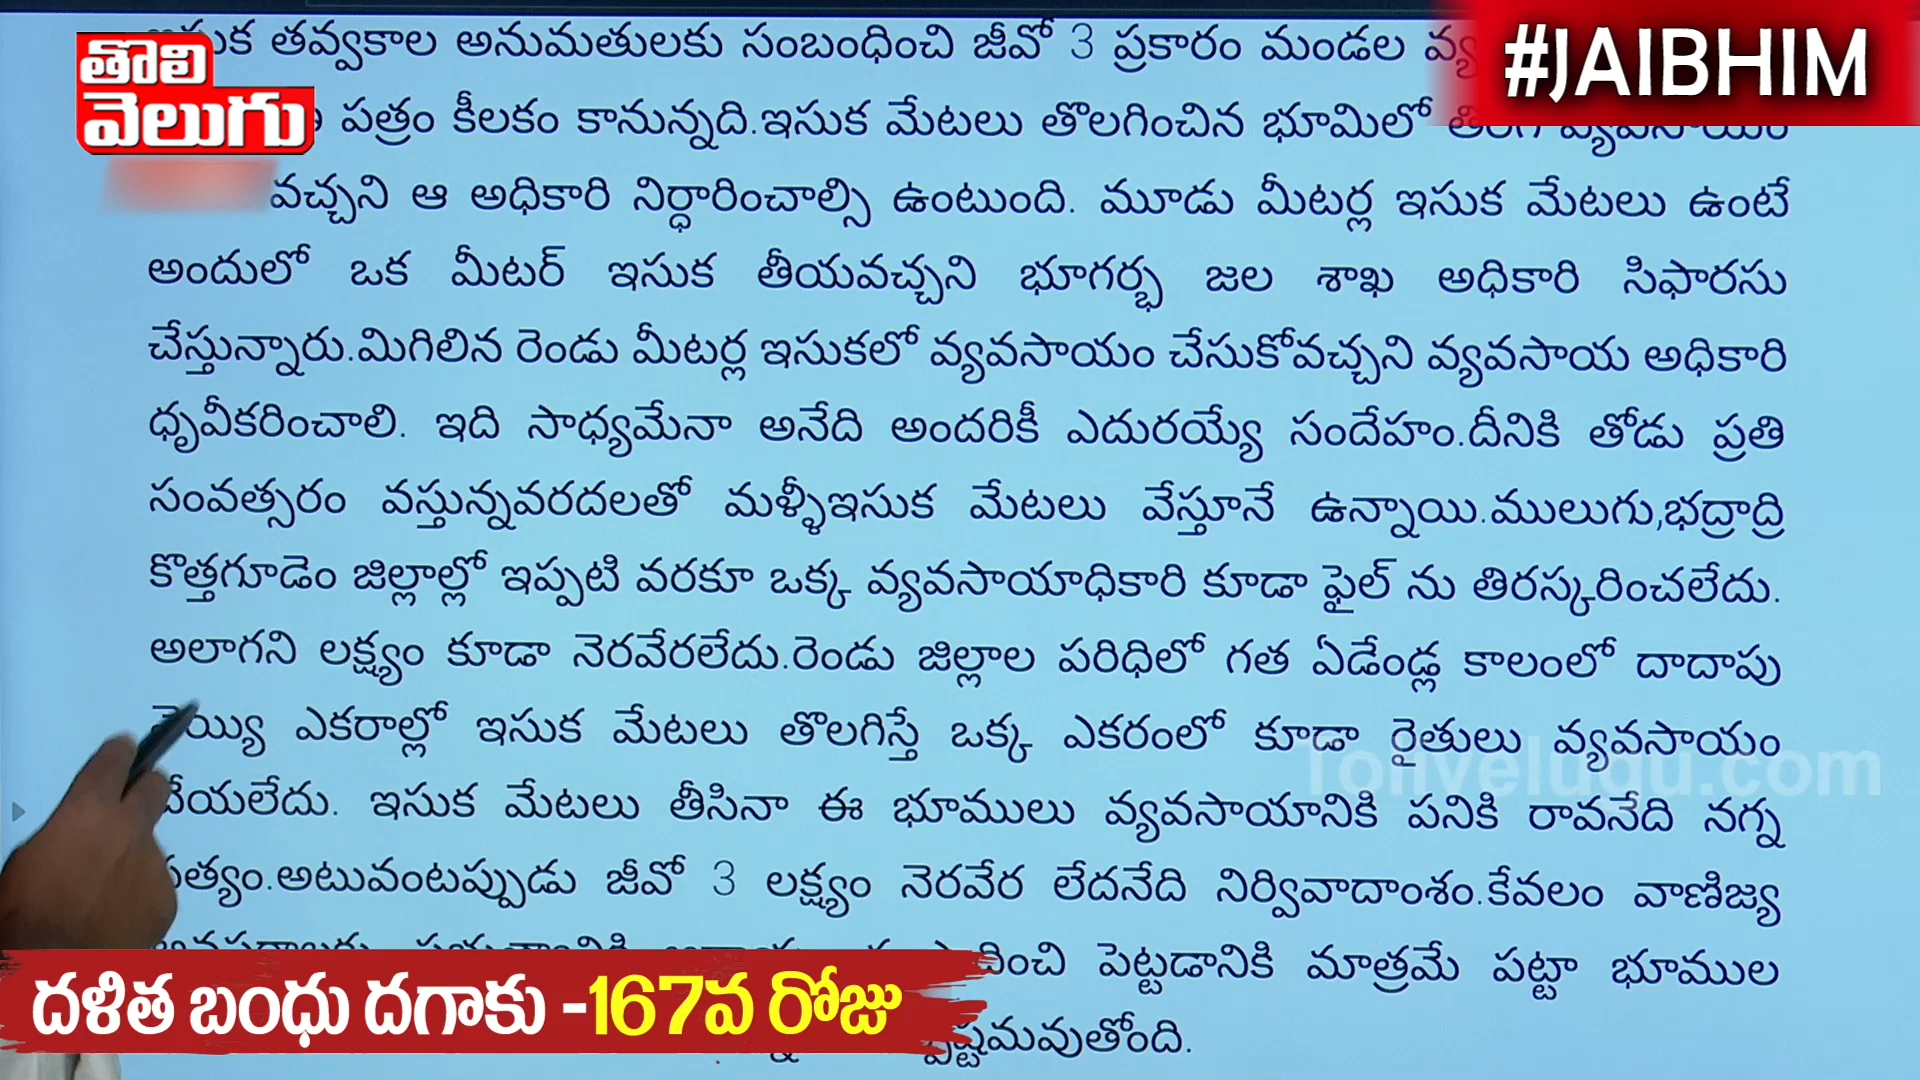 #JAIBHIM
తొలి
వెలుగు
ఇసుక తవ్వకాల అనుమతులకు సంబంధించి జీవో 3 ప్రకారం మండల
పత్రం కీలకం కానున్నది.ఇసుక మేటలు తొలగించిన భూమిలో తిరిగి వ్యవసాయం
వచ్చని ఆ అధికారి నిర్ధారించాల్సి ఉంటుంది. మూడు మీటర్ల ఇసుక మేటలు ఉంటే
అందులో ఒక మీటర్ ఇసుక తీయవచ్చని భూగర్భ జల శాఖ అధికారి సిఫారసు
చేస్తున్నారు.మిగిలిన రెండు మీటర్ల ఇసుకలో వ్యవసాయం చేసుకోవచ్చని వ్యవసాయ అధికారి
ధృవీకరించాలి. ఇది సాధ్యమేనా అనేది అందరికీ ఎదురయ్యే సందేహం.దీనికి తోడు ప్రతి
సంవత్సరం వస్తున్నవరదలతో మళ్ళీఇసుక మేటలు వేస్తూనే ఉన్నాయి.ములుగు,భద్రాద్రి
కొత్తగూడెం జిల్లాల్లో ఇప్పటి వరకూ ఒక్క వ్యవసాయాధికారి కూడా ఫైల్ ను తిరస్కరించలేదు.
అలాగని లక్ష్యం కూడా నెరవేరలేదు.రెండు జిల్లాల పరిధిలో గత ఏడేండ్ల కాలంలో దాదాపు
వెయ్యి ఎకరాల్లో ఇసుక మేటలు తొలగిస్తే ఒక్క ఎకరంలో కూడా రైతులు వ్యవసాయం
చేయలేదు. ఇసుక మేటలు తీసినా ఈ భూములు వ్యవసాయానికి పనికి రావనేది నగ్న
సత్యం.అటువంటప్పుడు జీవో 3 లక్ష్యం నెరవేర లేదనేది నిర్వివాదాంశం.కేవలం వాణిజ్య
పెట్టడానికి మాత్రమే పట్టా భూముల
స్పష్టమవుతోంది.
Tolivelugu.com
దళిత బంధు దగాకు -167వ రోజు